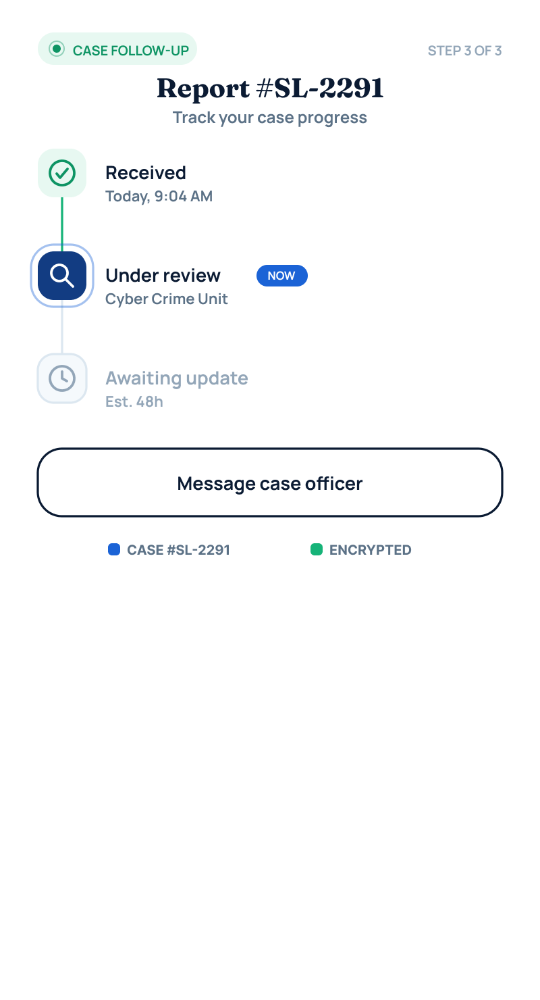 CASE FOLLOW-UP
STEP 3 OF 3
Report #SL-2291
Track your case progress
Received
Today, 9:04 AM
Under review
NOW
Cyber Crime Unit
Awaiting update
Est. 48h
Message case officer
CASE #SL-2291
ENCRYPTED